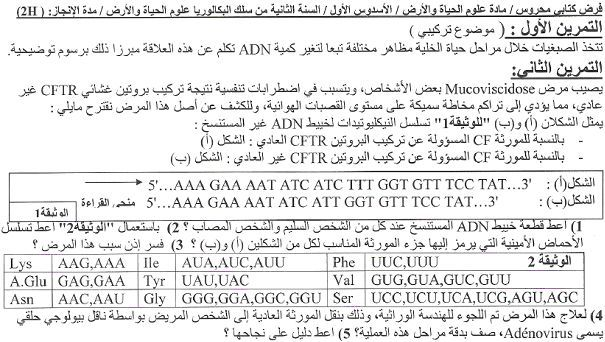 فرض كتابي محروس / مادة علوم الحياة والأرض / الأسدوس الأول / السنة الثانية من سلك البكالوريا علوم الحياة والأرض / مدة الإنجاز: (2H)
التمرين الأول : ( موضوع تركيبي )
تتخذ الصبغيات خلال مراحل حياة الخلية مظاهر مختلفة تبعا لتغير كمية ADN تكلم عن هذه العلاقة مبرزا ذلك برسوم توضيحية.
التمرين الثاني:
يصيب مرض Mucoviscidose بعض الأشخاص، ويتسبب في اضطرابات تنفسية نتيجة تركيب بروتين غشائي CFTR غير
عادي، مما يؤدي إلى تراكم مخاطة سميكة على مستوى القصبات الهوائية، وللكشف عن أصل هذا المرض نقترح مايلي :
يمثل الشكلان (أ) و(ب) "للوثيقة1" تسلسل النيكليوتيدات لخييط ADN غير المستنسخ:
- بالنسبة للمورثة CF المسؤولة عن تركيب البروتين CFTR العادي : الشكل (أ)
- بالنسبة للمورثة CF المسؤولة عن تركيب البروتين CFTR غير العادي : الشكل (ب)
الشكل(أ) : 5'...AAA GAA AAT ATC ATC TTT GGT GTT TCC TAT...3'
الشكل(ب) : 5'...AAA GAA AAT ATC ATT GGT GTT TCC TAT...3' منحى القراءة الوثيقة1
1) اعط قطعة خييط ADN المستنسخ عند كل من الشخص السليم والشخص المصاب ؟ 2) باستعمال "الوثيقة2" اعط تسلسل
الأحماض الأمينية التي يرمز إليها جزء المورثة المناسب لكل من الشكلين (أ) و(ب) ؟ 3) فسر إذن سبب هذا المرض ؟
Lys AAG,AAA Ile AUA,AUC,AUU Phe UUC,UUU الوثيقة 2
A.Glu GAG,GAA Tyr UAU,UAC Val GUG,GUA,GUC,GUU
Asn AAC,AAU Gly GGG,GGA,GGC,GGU Ser UCC,UCU,UCA,UCG,AGU,AGC
4) لعلاج هذا المرض تم اللجوء للهندسة الوراثية، وذلك بنقل المورثة العادية إلى الشخص المريض بواسطة ناقل بيولوجي حلقي
يسمى Adénovirus، صف بدقة مراحل هذه العملية؟ 5) اعط دليل على نجاحها ؟